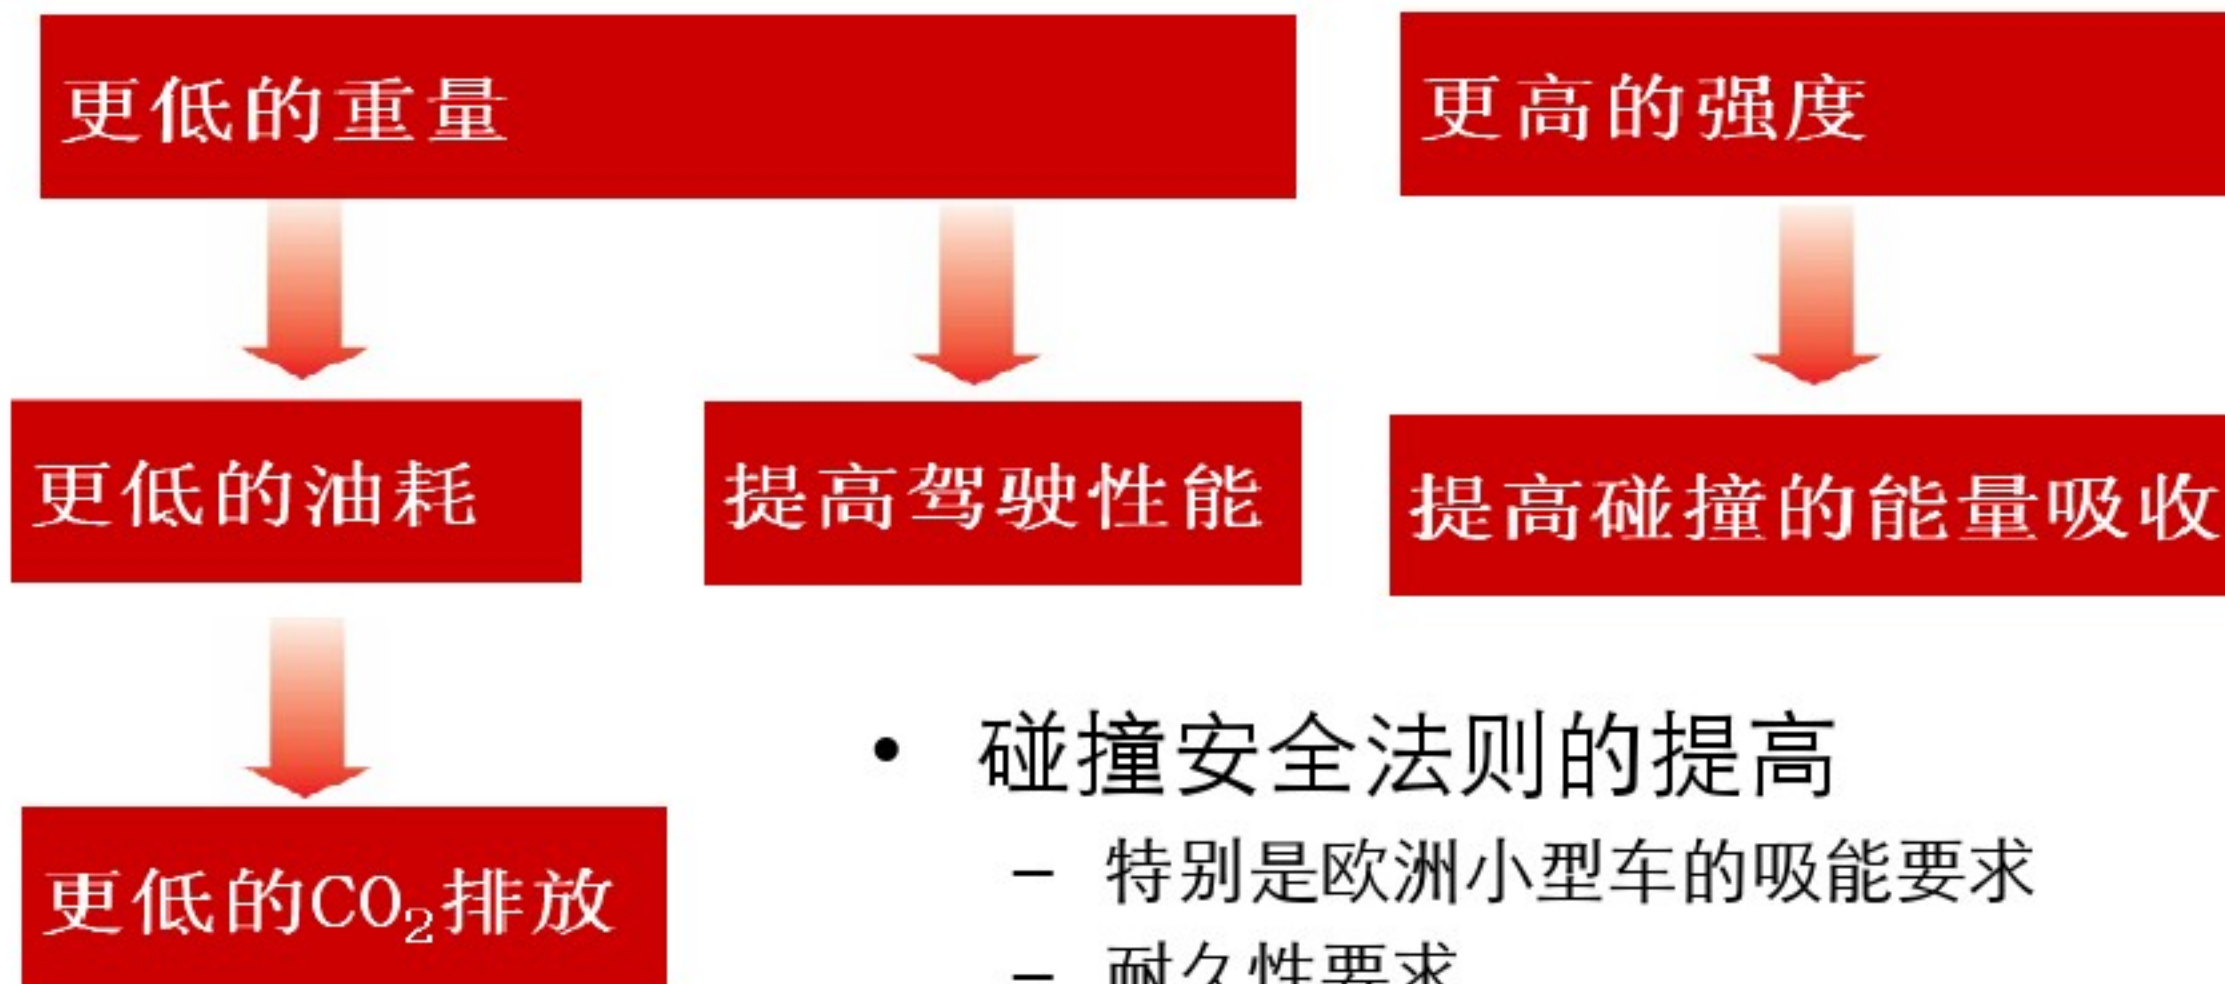 更低的重量
更高的强度
更低的油耗
提高驾驶性能
提高碰撞的能量吸收
更低的CO₂排放
• 碰撞安全法则的提高
– 特别是欧洲小型车的吸能要求
– 耐久性要求